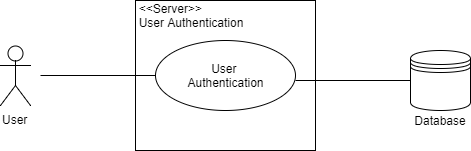 <<Server>>
User Authentication
User
Authentication
User
Database